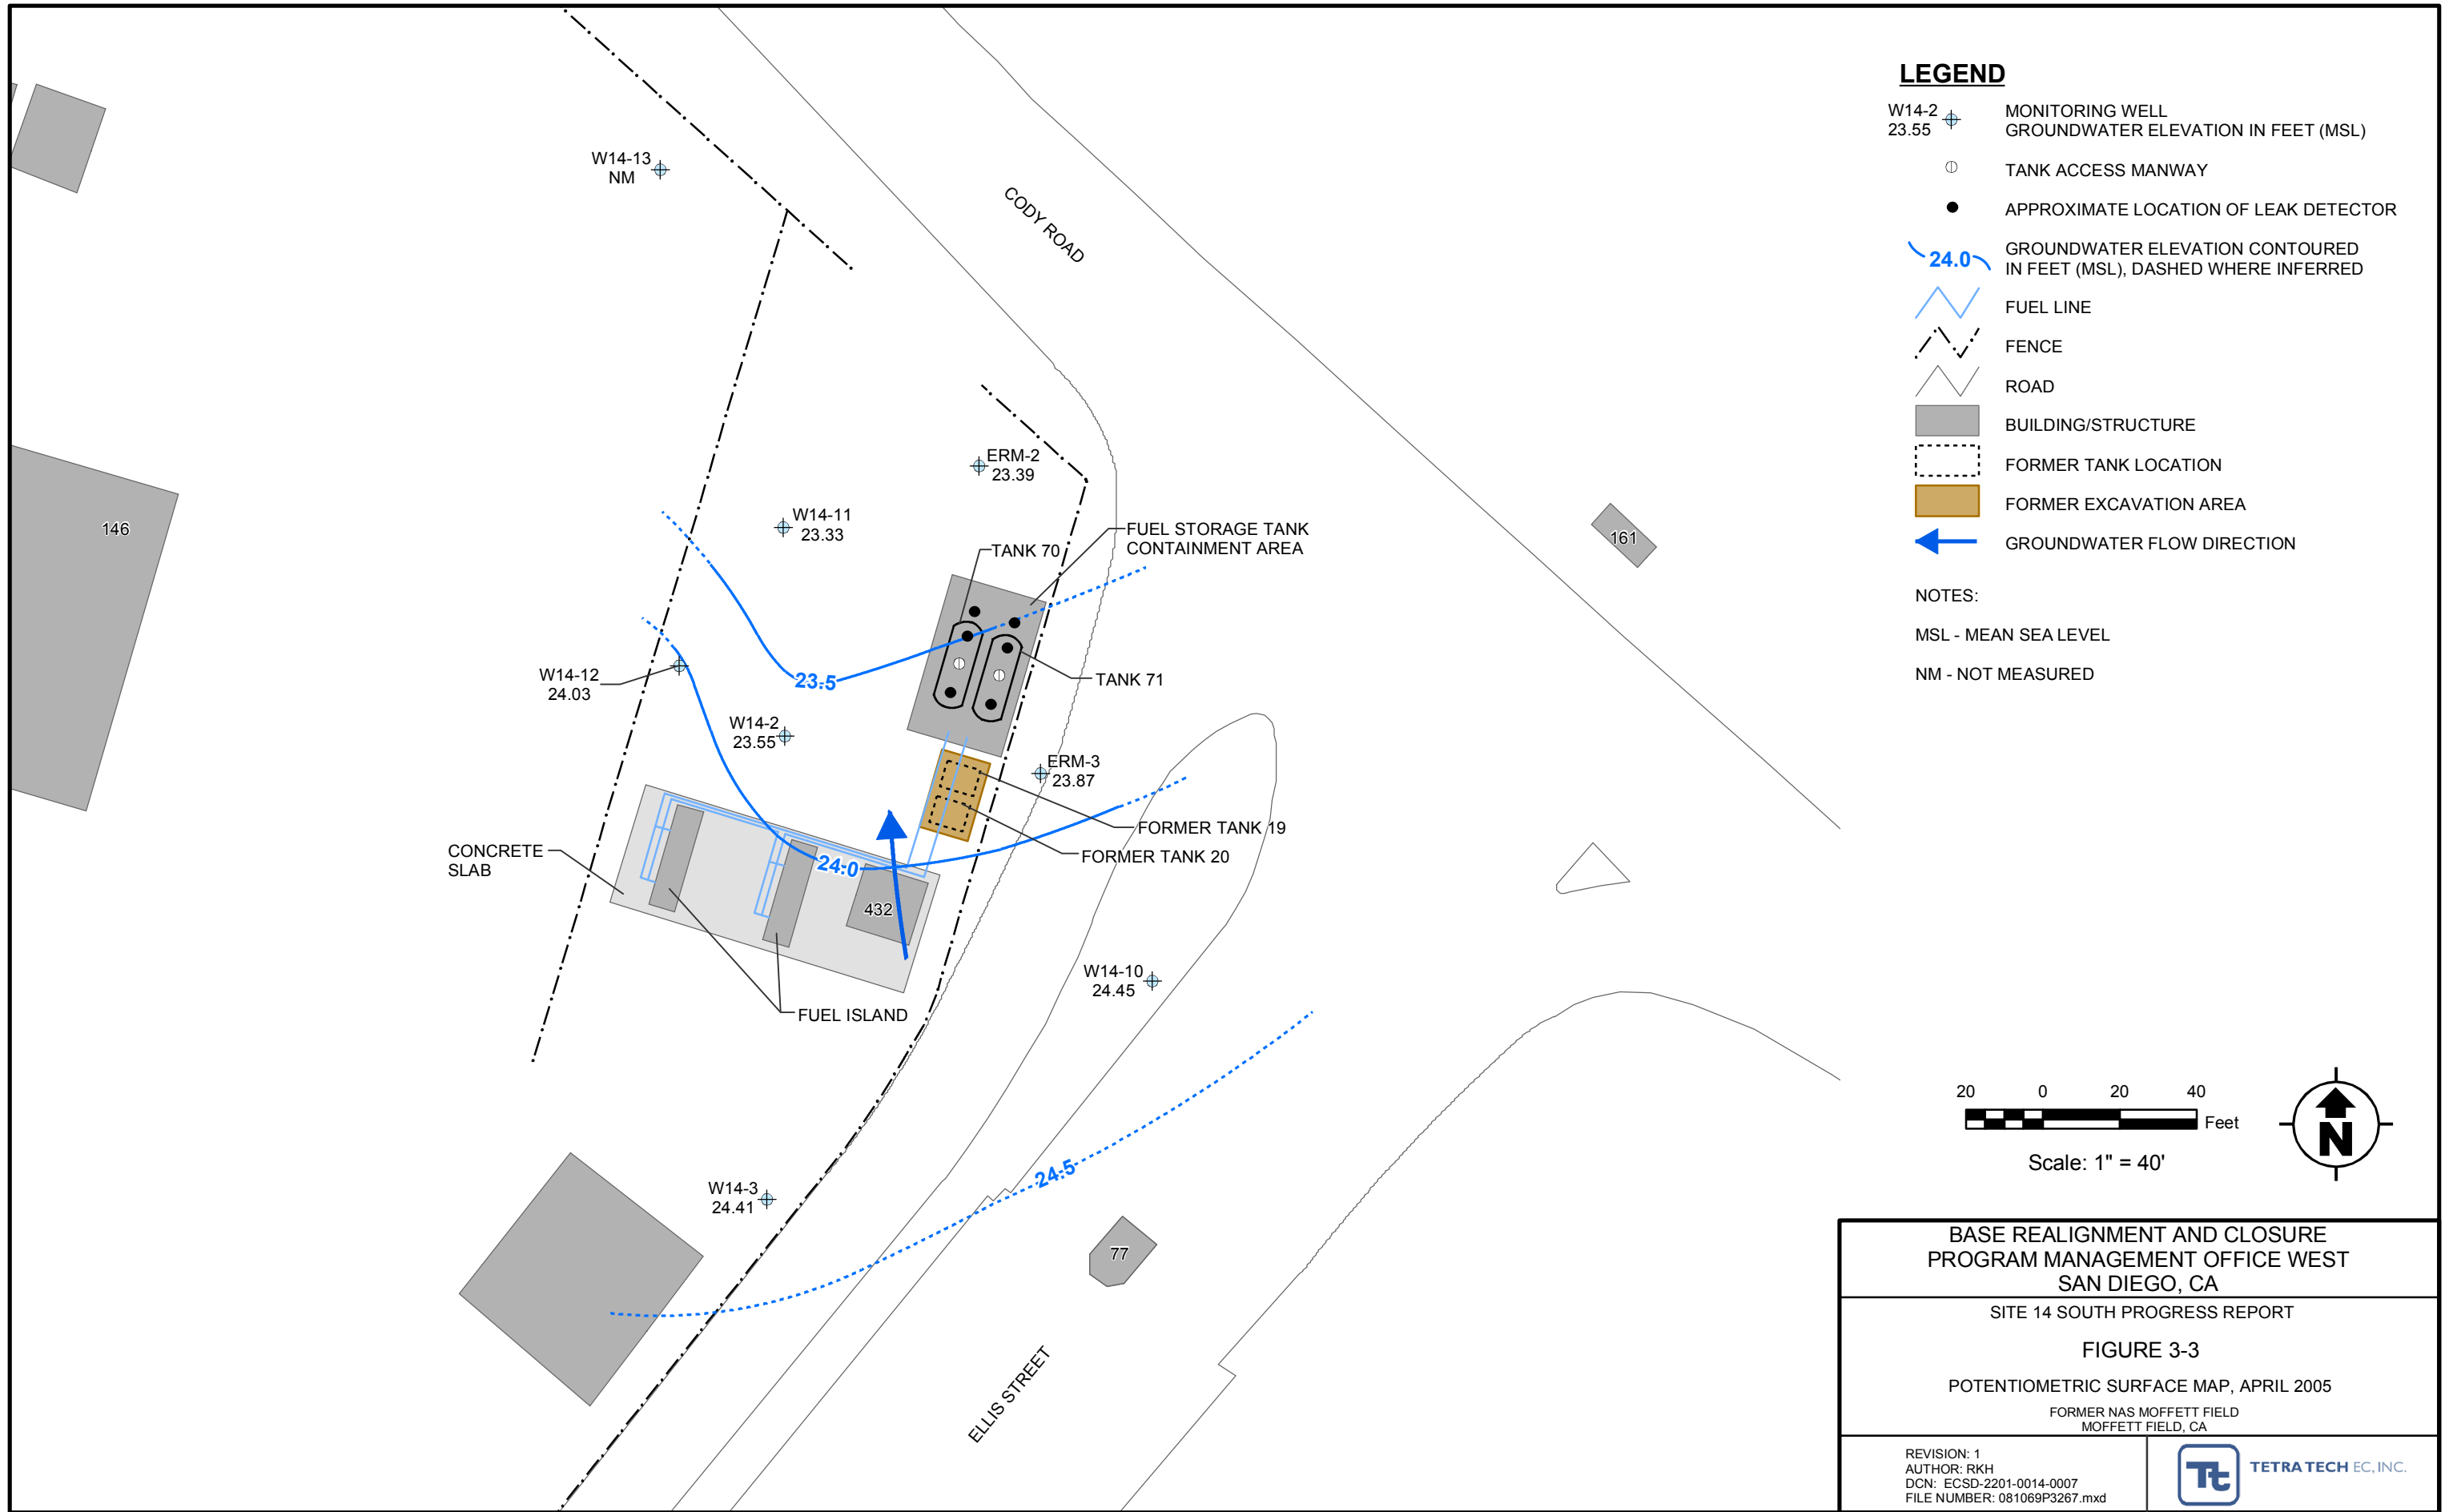 LEGEND
W14-2
23.55
MONITORING WELL
GROUNDWATER ELEVATION IN FEET (MSL)
TANK ACCESS MANWAY
APPROXIMATE LOCATION OF LEAK DETECTOR
24.0
GROUNDWATER ELEVATION CONTOURED
IN FEET (MSL), DASHED WHERE INFERRED
FUEL LINE
FENCE
ROAD
BUILDING/STRUCTURE
FORMER TANK LOCATION
FORMER EXCAVATION AREA
GROUNDWATER FLOW DIRECTION
NOTES:
MSL - MEAN SEA LEVEL
NM - NOT MEASURED
W14-13
NM
CODY ROAD
ERM-2
23.39
W14-11
23.33
146
161
FUEL STORAGE TANK
CONTAINMENT AREA
TANK 70
TANK 71
23.5
W14-12
24.03
W14-2
23.55
ERM-3
23.87
FORMER TANK 19
FORMER TANK 20
CONCRETE
SLAB
24.0
432
FUEL ISLAND
W14-10
24.45
24.5
W14-3
24.41
77
ELLIS STREET
20 0 20 40
Feet
Scale: 1" = 40'
N
BASE REALIGNMENT AND CLOSURE
PROGRAM MANAGEMENT OFFICE WEST
SAN DIEGO, CA
SITE 14 SOUTH PROGRESS REPORT
FIGURE 3-3
POTENTIOMETRIC SURFACE MAP, APRIL 2005
FORMER NAS MOFFETT FIELD
MOFFETT FIELD, CA
REVISION: 1
AUTHOR: RKH
DCN: ECSD-2201-0014-0007
FILE NUMBER: 081069P3267.mxd
Tt
TETRA TECH EC, INC.